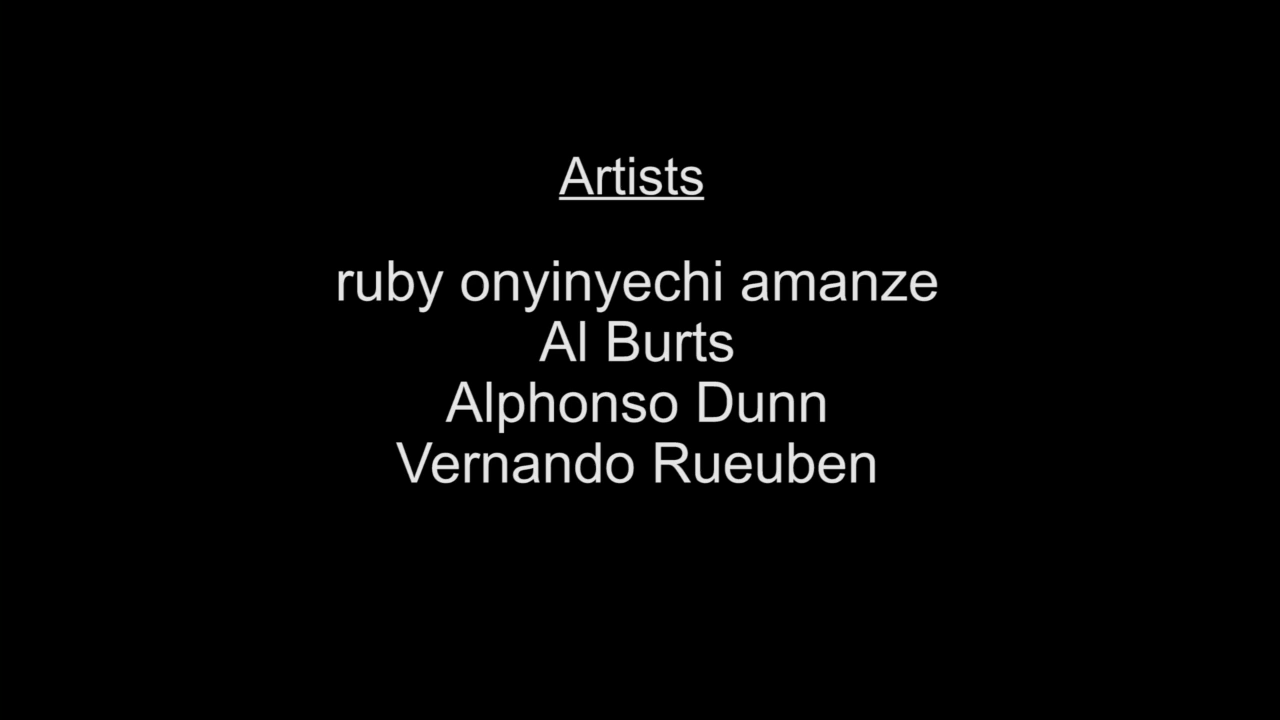 Artists
ruby onyinyechi amanze
Al Burts
Alphonso Dunn
Vernando Rueuben